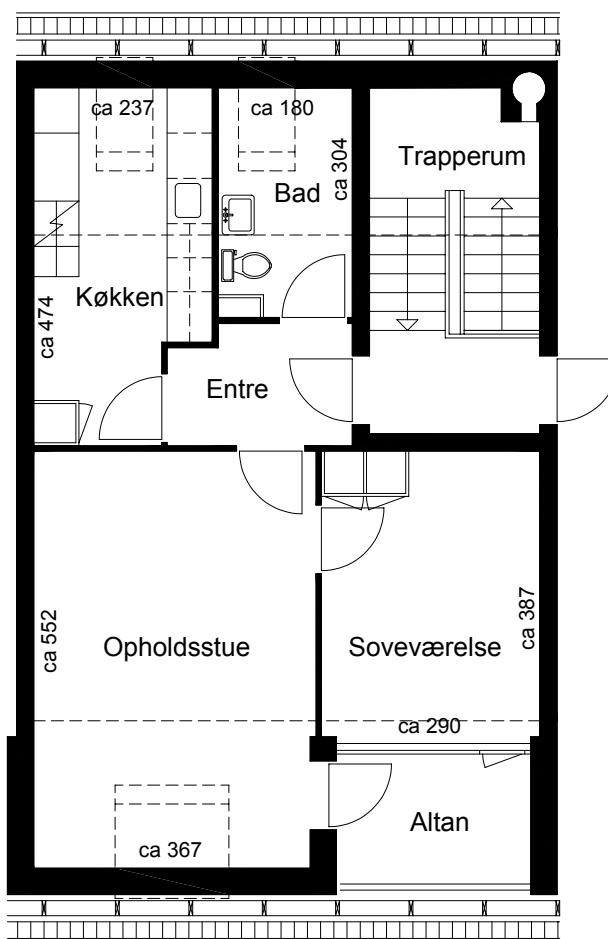 ca 237
ca 180
ca 304
Trapperum
Bad
Køkken
ca 474
Entre
ca 552
Opholdsstue
Soveværelse
ca 387
ca 290
Altan
ca 367